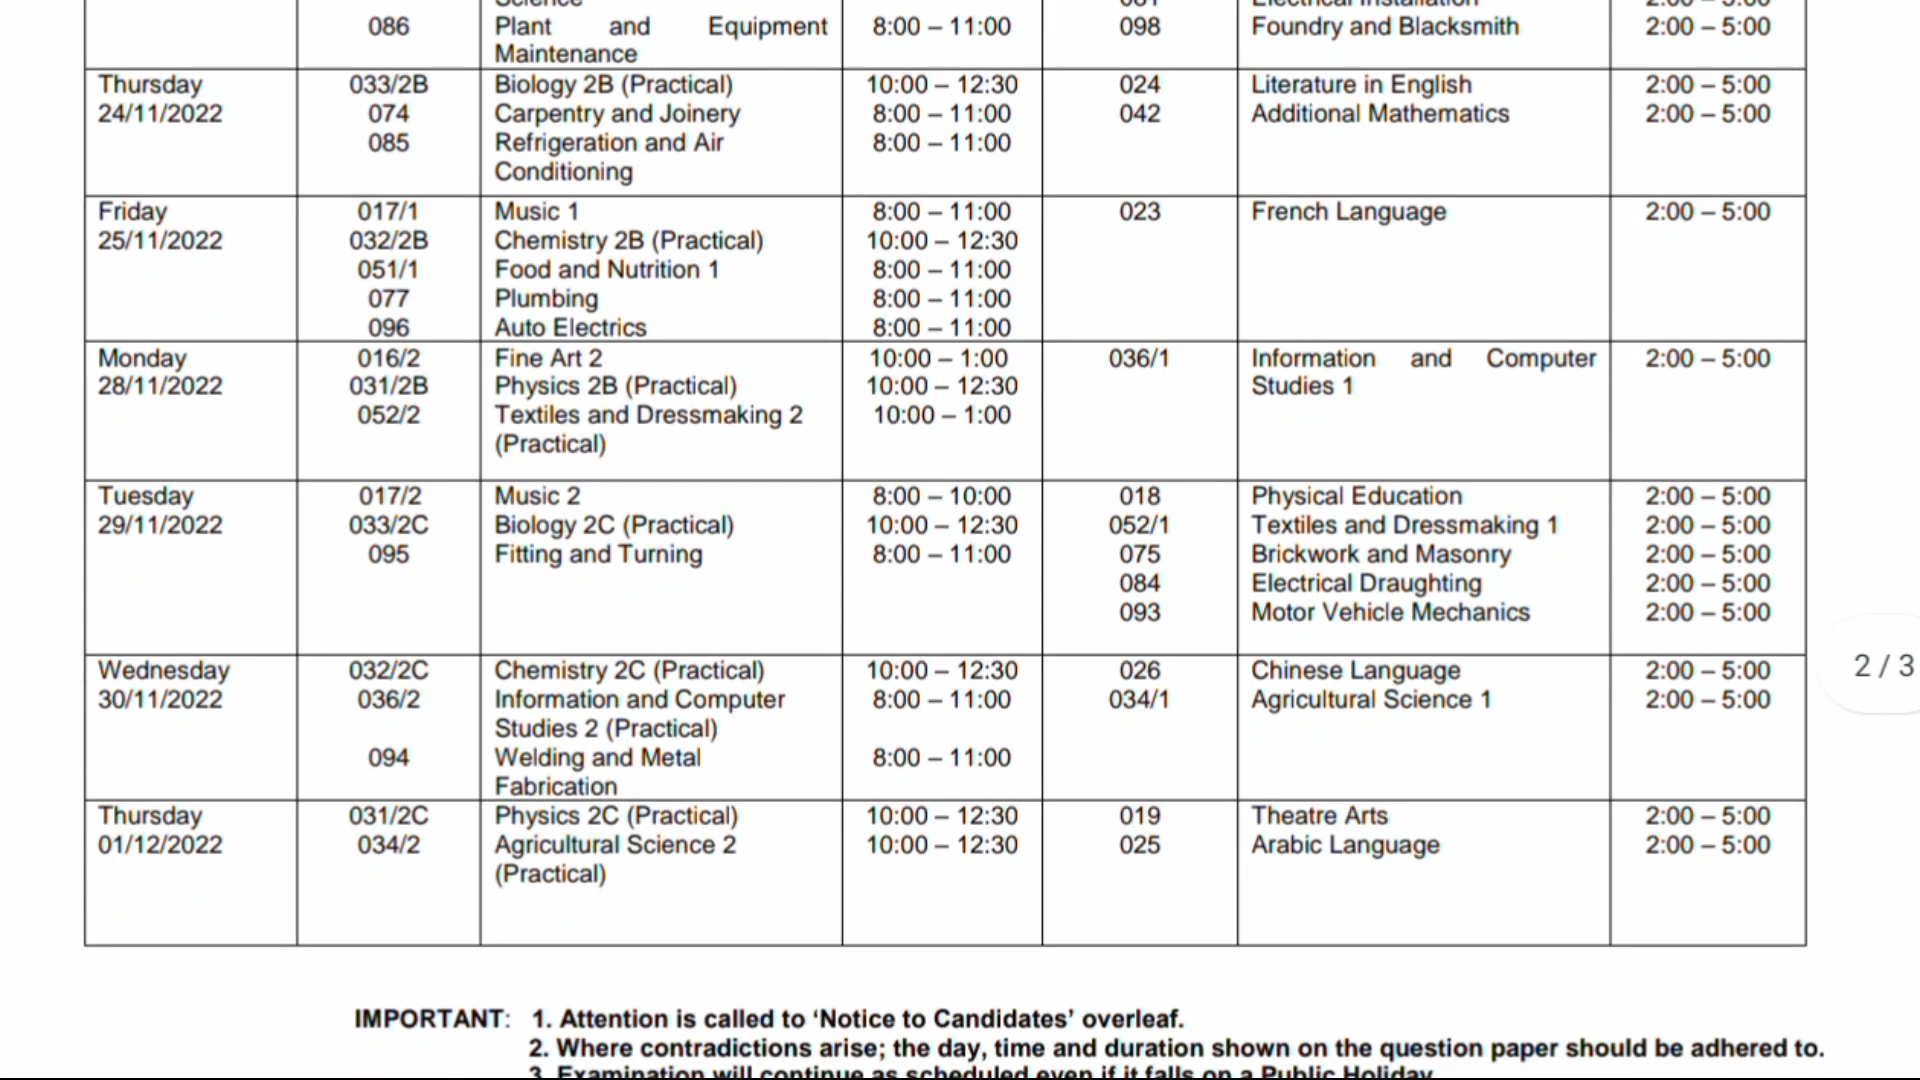 Science 081 Electrical Installation 2:00 – 5:00
086 Plant and Equipment 8:00 – 11:00 098 Foundry and Blacksmith 2:00 – 5:00
Maintenance
Thursday 033/2B Biology 2B (Practical) 10:00 – 12:30 024 Literature in English 2:00 – 5:00
24/11/2022 074 Carpentry and Joinery 8:00 – 11:00 042 Additional Mathematics 2:00 – 5:00
085 Refrigeration and Air 8:00 – 11:00
Conditioning
Friday 017/1 Music 1 8:00 – 11:00 023 French Language 2:00 – 5:00
25/11/2022 032/2B Chemistry 2B (Practical) 10:00 – 12:30
051/1 Food and Nutrition 1 8:00 – 11:00
077 Plumbing 8:00 – 11:00
096 Auto Electrics 8:00 – 11:00
Monday 016/2 Fine Art 2 10:00 – 1:00 036/1 Information and Computer 2:00 – 5:00
28/11/2022 031/2B Physics 2B (Practical) 10:00 – 12:30 Studies 1
052/2 Textiles and Dressmaking 2 10:00 – 1:00
(Practical)
Tuesday 017/2 Music 2 8:00 – 10:00 018 Physical Education 2:00 – 5:00
29/11/2022 033/2C Biology 2C (Practical) 10:00 – 12:30 052/1 Textiles and Dressmaking 1 2:00 – 5:00
095 Fitting and Turning 8:00 – 11:00 075 Brickwork and Masonry 2:00 – 5:00
084 Electrical Draughting 2:00 – 5:00
093 Motor Vehicle Mechanics 2:00 – 5:00
Wednesday 032/2C Chemistry 2C (Practical) 10:00 – 12:30 026 Chinese Language 2:00 – 5:00
30/11/2022 036/2 Information and Computer 8:00 – 11:00 034/1 Agricultural Science 1 2:00 – 5:00
Studies 2 (Practical)
094 Welding and Metal 8:00 – 11:00
Fabrication
Thursday 031/2C Physics 2C (Practical) 10:00 – 12:30 019 Theatre Arts 2:00 – 5:00
01/12/2022 034/2 Agricultural Science 2 10:00 – 12:30 025 Arabic Language 2:00 – 5:00
(Practical)
2 / 3
IMPORTANT: 1. Attention is called to ‘Notice to Candidates’ overleaf.
2. Where contradictions arise; the day, time and duration shown on the question paper should be adhered to.
3. Examination will continue as scheduled even if it falls on a Public Holiday.